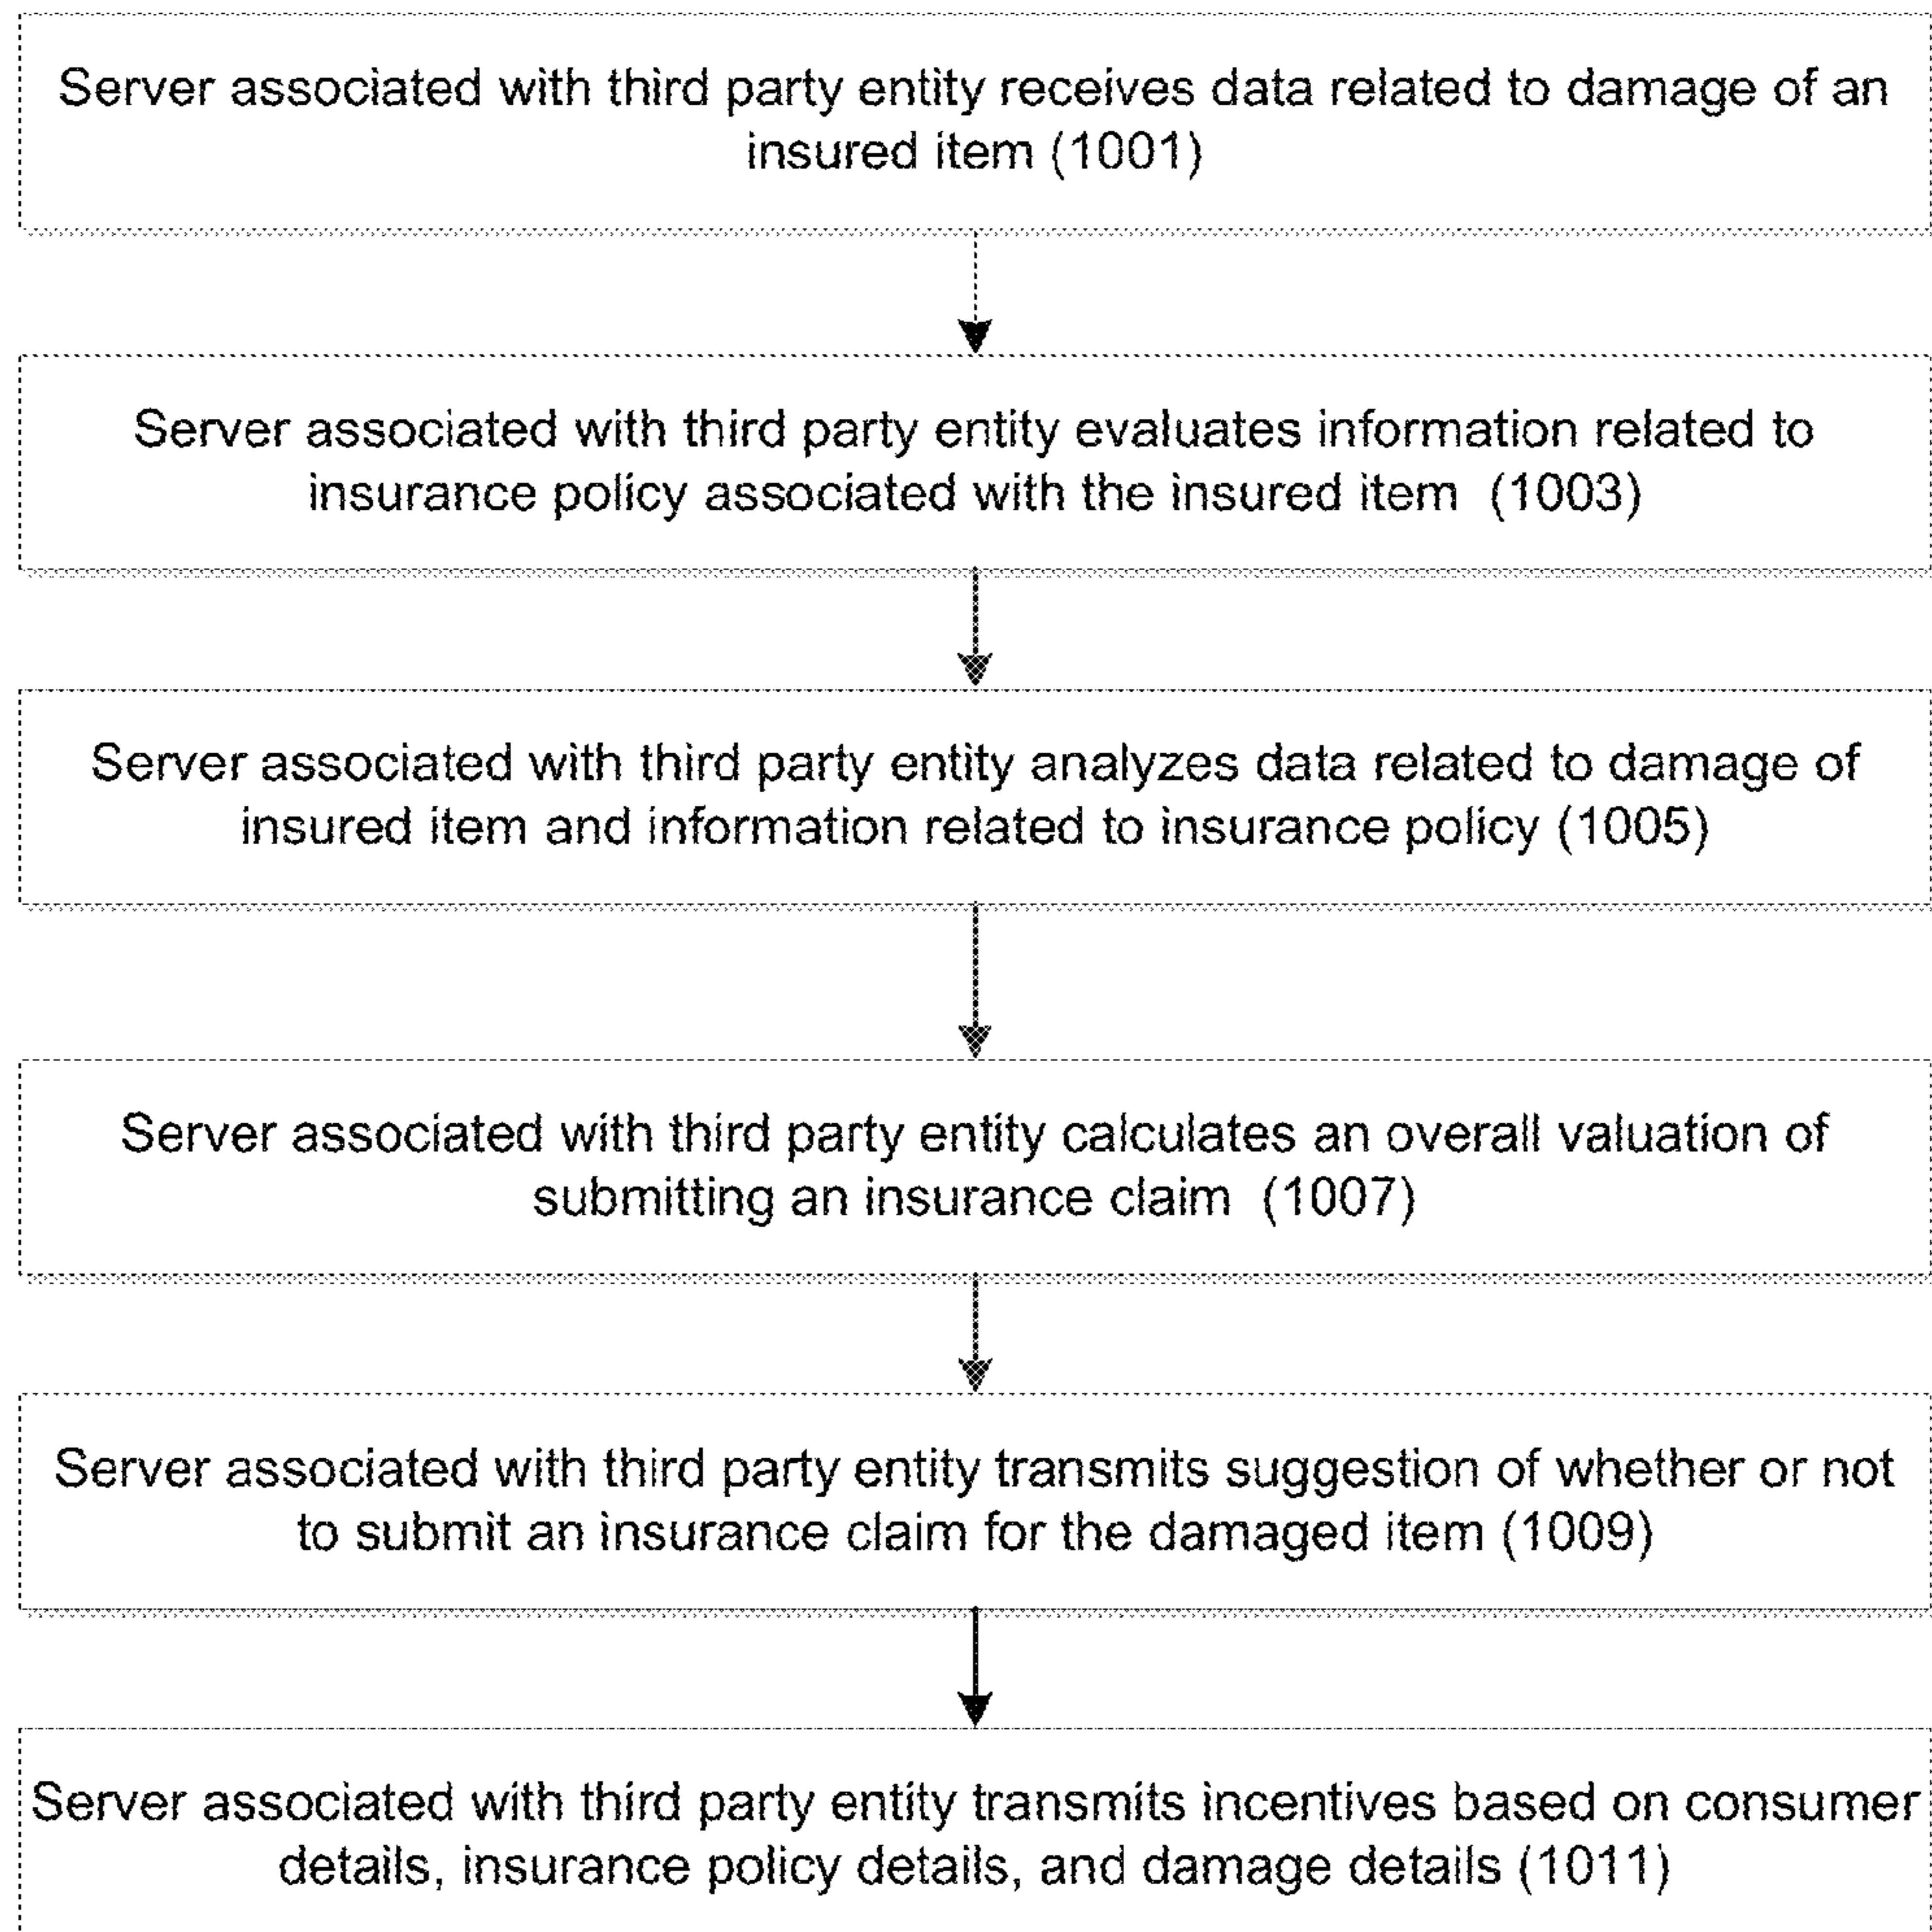 Server associated with third party entity receives data related to damage of an
insured item (1001)
Server associated with third party entity evaluates information related to
insurance policy associated with the insured item (1003)
Server associated with third party entity analyzes data related to damage of
insured item and information related to insurance policy (1005)
Server associated with third party entity calculates an overall valuation of
submitting an insurance claim (1007)
Server associated with third party entity transmits suggestion of whether or not
to submit an insurance claim for the damaged item (1009)
Server associated with third party entity transmits incentives based on consumer
details, insurance policy details, and damage details (1011)